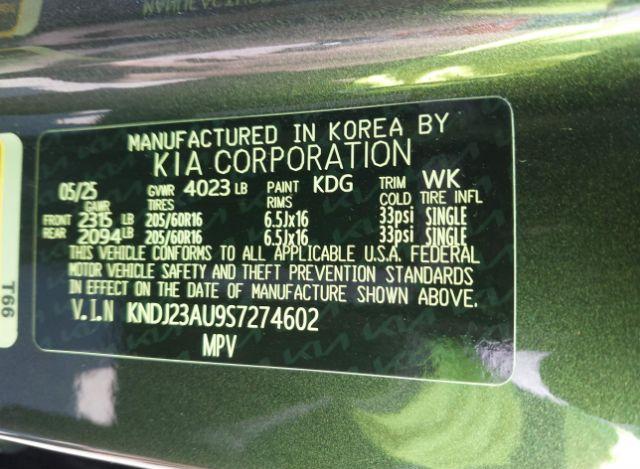 MANUFACTURED IN KOREA BY
KIA CORPORATION
05/25 GVWR 4023 LB PAINT KDG TRIM WK
GAWR TIRES RIMS COLD TIRE INFL
FRONT 2315 LB 205/60R16 6.5Jx16 33psi SINGLE
REAR 2094LB 205/60R16 6.5Jx16 33psi SINGLE
THIS VEHICLE CONFORMS TO ALL APPLICABLE U.S.A. FEDERAL
MOTOR VEHICLE SAFETY AND THEFT PREVENTION STANDARDS
IN EFFECT ON THE DATE OF MANUFACTURE SHOWN ABOVE.
V.I.N KNDJ23AU9S7274602
MPV
T66